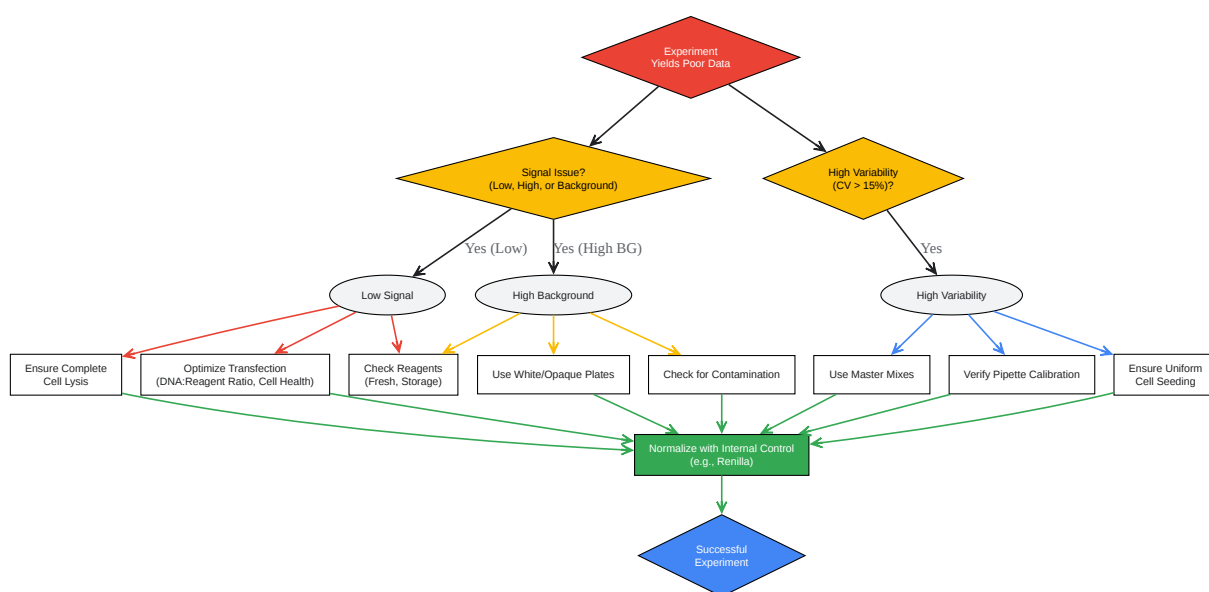 Experiment
Yields Poor Data
Signal Issue?
(Low, High, or Background)
High Variability
(CV > 15%)?
Yes (Low)
Yes (High BG)
Yes
Low Signal
High Background
High Variability
Ensure Complete
Cell Lysis
Optimize Transfection
(DNA:Reagent Ratio, Cell Health)
Check Reagents
(Fresh, Storage)
Use White/Opaque Plates
Check for Contamination
Use Master Mixes
Verify Pipette Calibration
Ensure Uniform
Cell Seeding
Normalize with Internal Control
(e.g., Renilla)
Successful
Experiment